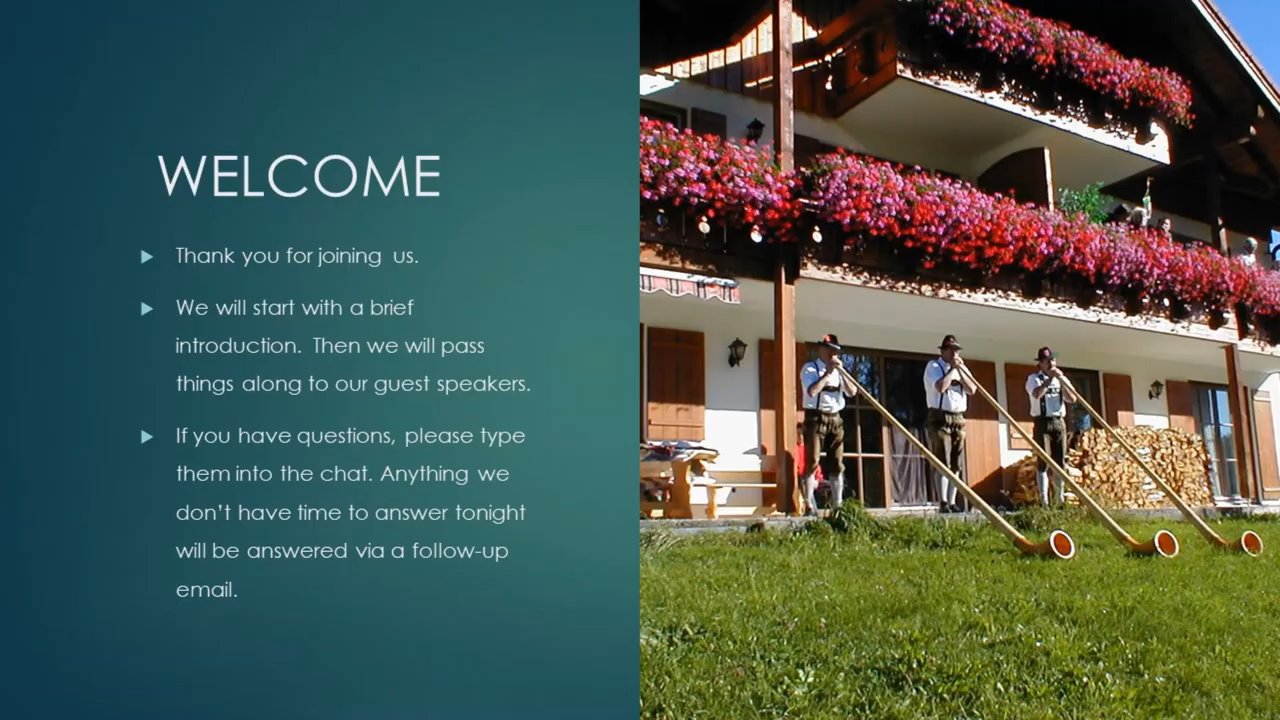 WELCOME
Thank you for joining us.
We will start with a brief
introduction. Then we will pass
things along to our guest speakers.
If you have questions, please type
them into the chat. Anything we
don't have time to answer tonight
will be answered via a follow-up
email.